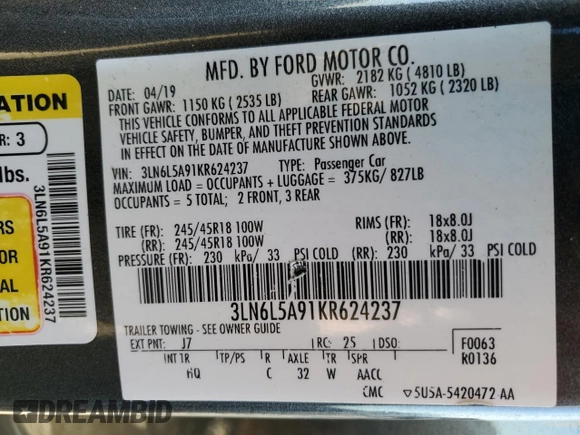 MFD. BY FORD MOTOR CO.
DATE: 04/19 GVWR: 2182 KG ( 4810 LB)
FRONT GAWR: 1150 KG ( 2535 LB) REAR GAWR: 1052 KG ( 2320 LB)
THIS VEHICLE CONFORMS TO ALL APPLICABLE FEDERAL MOTOR
VEHICLE SAFETY, BUMPER, AND THEFT PREVENTION STANDARDS
IN EFFECT ON THE DATE OF MANUFACTURE SHOWN ABOVE.
VIN: 3LN6L5A91KR624237 TYPE: Passenger Car
MAXIMUM LOAD = OCCUPANTS + LUGGAGE = 375KG/ 827LB
OCCUPANTS = 5 TOTAL; 2 FRONT, 3 REAR
TIRE (FR): 245/45R18 100W RIMS (FR): 18x8.0J
(RR): 245/45R18 100W (RR): 18x8.0J
PRESSURE (FR): 230 kPa/ 33 PSI COLD (RR): 230 kPa/ 33 PSI COLD
3LN6L5A91KR624237
TRAILER TOWING - SEE OWNER GUIDE
EXT PNT: J7 RC: 25 DSO: F0063
R0136
INT TR TP/PS R AXLE TR SPR
HQ C 32 W AACC
CMC 5U5A-5420472 AA
ATION
R: 3
lbs.
RS
OR
AL
TION
3LN6L5A91KR624237
DREAMBID